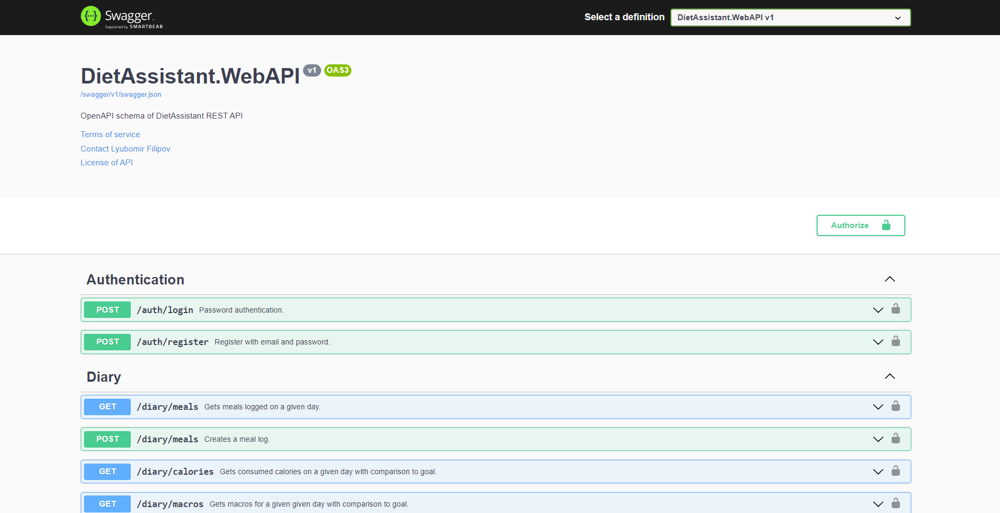 Swagger
Supported by SMARTBEAR
Select a definition
DietAssistant.WebAPI v1
DietAssistant.WebAPI v1 OAS3
/swagger/v1/swagger.json
OpenAPI schema of DietAssistant REST API
Terms of service
Contact Lyubomir Filipov
License of API
Authorize
Authentication
POST /auth/login Password authentication.
POST /auth/register Register with email and password.
Diary
GET /diary/meals Gets meals logged on a given day.
POST /diary/meals Creates a meal log.
GET /diary/calories Gets consumed calories on a given day with comparison to goal.
GET /diary/macros Gets macros for a given given day with comparison to goal.